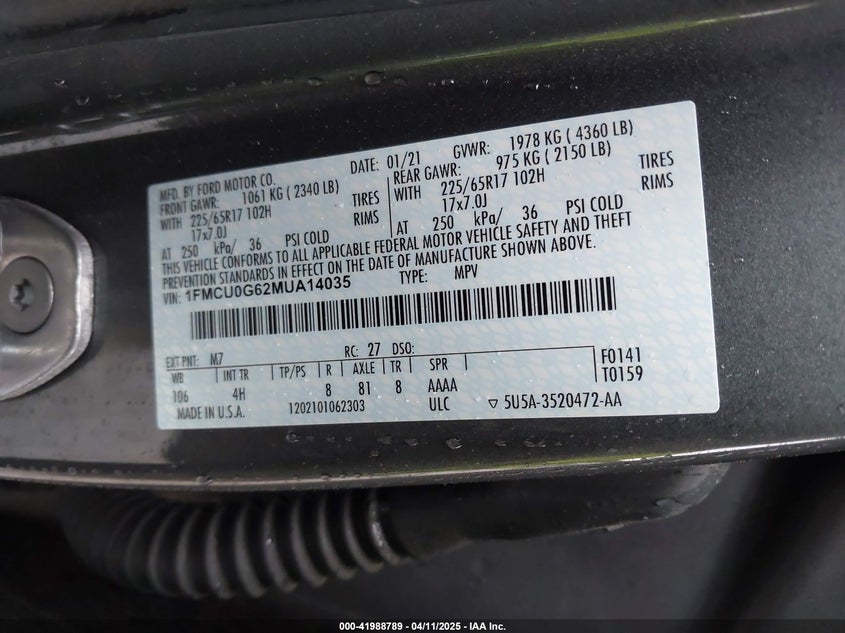 MFD. BY FORD MOTOR CO.
DATE: 01/21 GVWR: 1978 KG ( 4360 LB)
FRONT GAWR: 1061 KG ( 2340 LB)
REAR GAWR: 975 KG ( 2150 LB)
WITH 225/65R17 102H TIRES
WITH 225/65R17 102H TIRES
17x7.0J RIMS
17x7.0J RIMS
AT 250 kPa/ 36 PSI COLD
AT 250 kPa/ 36 PSI COLD
THIS VEHICLE CONFORMS TO ALL APPLICABLE FEDERAL MOTOR VEHICLE SAFETY AND THEFT
PREVENTION STANDARDS IN EFFECT ON THE DATE OF MANUFACTURE SHOWN ABOVE.
VIN: 1FMCU0G62MUA14035 TYPE: MPV
EXT PNT: M7 RC: 27 DSO:
WB INT TR TP/PS R AXLE TR SPR
106 4H 8 81 8 AAAA
F0141
T0159
MADE IN U.S.A. 1202101062303 ULC ▽ 5U5A-3520472-AA
000-41988789 - 04/11/2025 - IAA Inc.